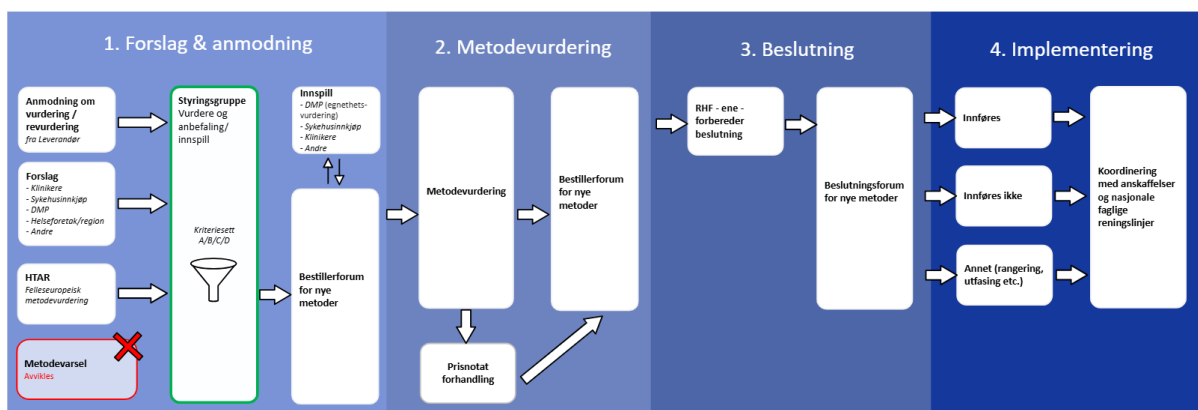 1. Forslag & anmodning
Anmodning om
vurdering /
revurdering
fra Leverandør
Forslag
- Klinikere
- Sykehusinnkjøp
- DMP
- Helseforetak/region
- Andre
HTAR
Felleseuropeisk
metodevurdering
Metodevarsel
Avvikles
Styringsgruppe
Vurdere og
anbefaling/
innspill
Kriteriesett
A/B/C/D
Innspill
- DMP (egnethets-
vurdering)
- Sykehusinnkjøp
- Klinikere
- Andre
Bestillerforum for
nye metoder
2. Metodevurdering
Metodevurdering
Prisnotat
forhandling
Bestillerforum
for nye
metoder
3. Beslutning
RHF - ene -
forbereder
beslutning
Beslutningsforum
for nye metoder
4. Implementering
Innføres
Innføres ikke
Annet (rangering,
utfasing etc.)
Koordinering
med anskaffelser
og nasjonale
faglige
reningslinjer